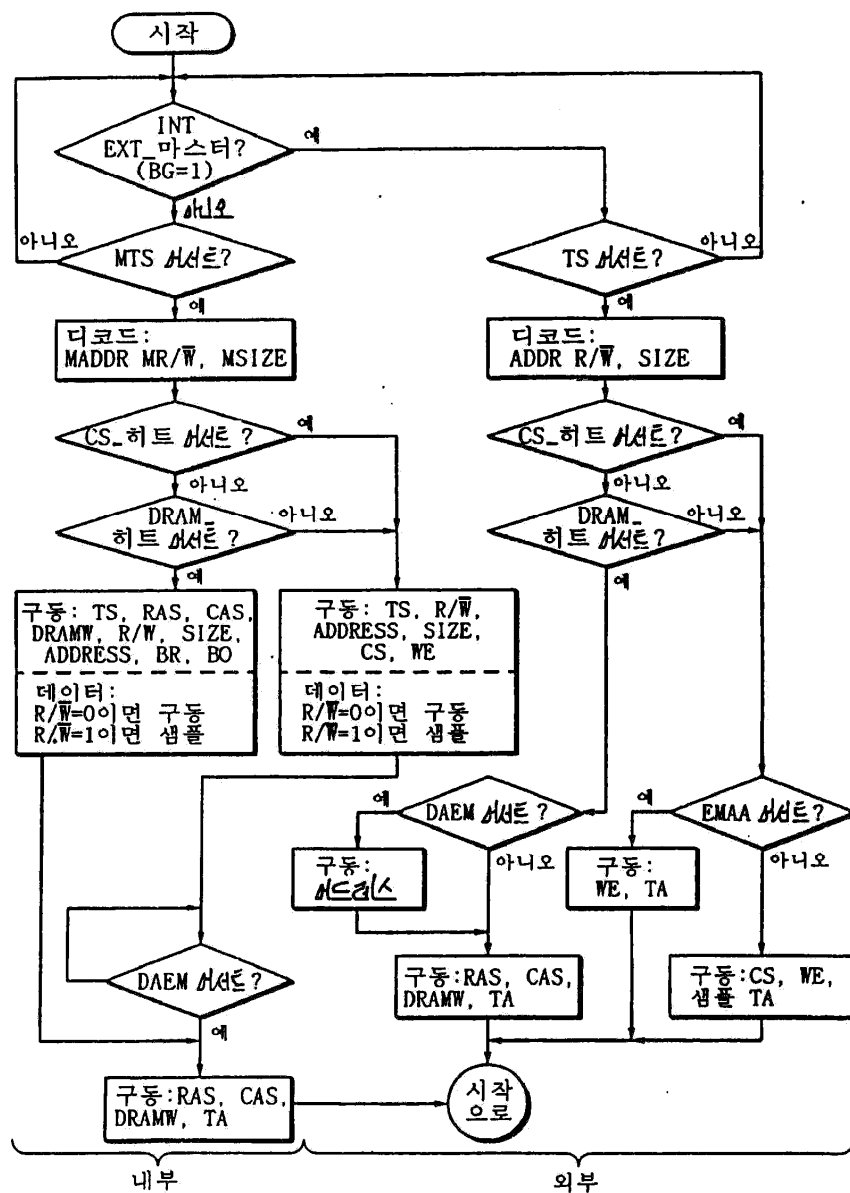 시작
INT
EXT_마스터?
(BG=1)
예
아니오
아니오
MTS 어서트?
예
TS 어서트?
아니오
예
디코드:
MADDR MR/W̅, MSIZE
디코드:
ADDR R/W̅, SIZE
CS_히트 어서트?
예
아니오
CS_히트 어서트?
예
아니오
DRAM_
히트 어서트?
아니오
예
DRAM_
히트 어서트?
아니오
예
예
구동: TS, RAS, CAS,
DRAMW, R/W, SIZE,
ADDRESS, BR, BO
데이터:
R/W̅=0이면 구동
R/W̅=1이면 샘플
구동: TS, R/W̅,
ADDRESS, SIZE,
CS, WE
데이터:
R/W̅=0이면 구동
R/W̅=1이면 샘플
예
DAEM 어서트?
아니오
예
EMAA 어서트?
아니오
구동:
어드레스
구동:
WE, TA
DAEM 어서트?
예
구동:RAS, CAS,
DRAMW, TA
구동:CS, WE,
샘플 TA
구동:RAS, CAS,
DRAMW, TA
시작
으로
내부
외부